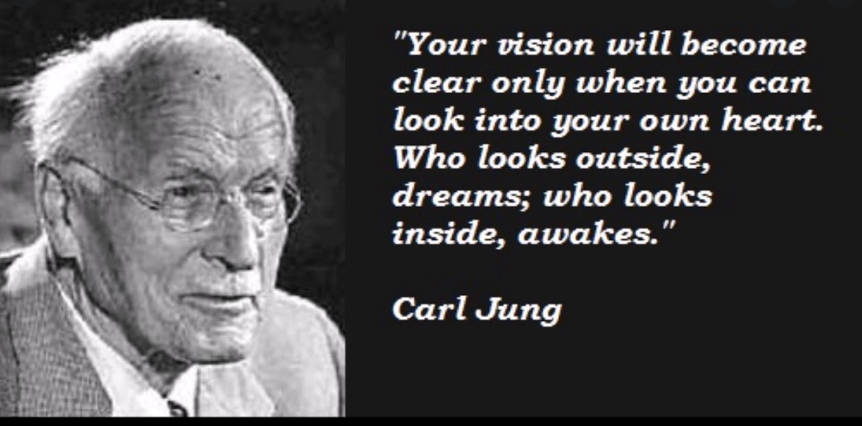 "Your vision will become
clear only when you can
look into your own heart.
Who looks outside,
dreams; who looks
inside, awakes."
Carl Jung